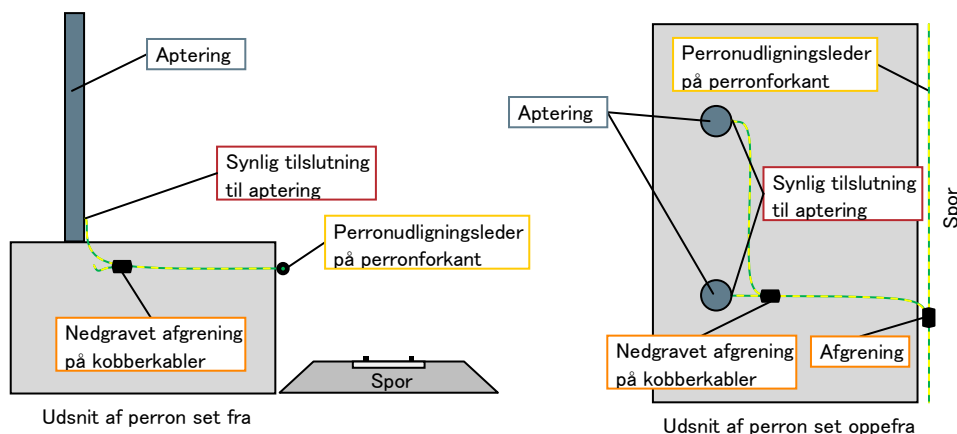 Aptering
Synlig tilslutning
til aptering
Perronudligningsleder
på perronforkant
Nedgravet afgrening
på kobberkabler
Spor
Udsnit af perron set fra
Perronudligningsleder
på perronforkant
Aptering
Synlig tilslutning
til aptering
Spor
Nedgravet afgrening
på kobberkabler
Afgrening
Udsnit af perron set oppefra